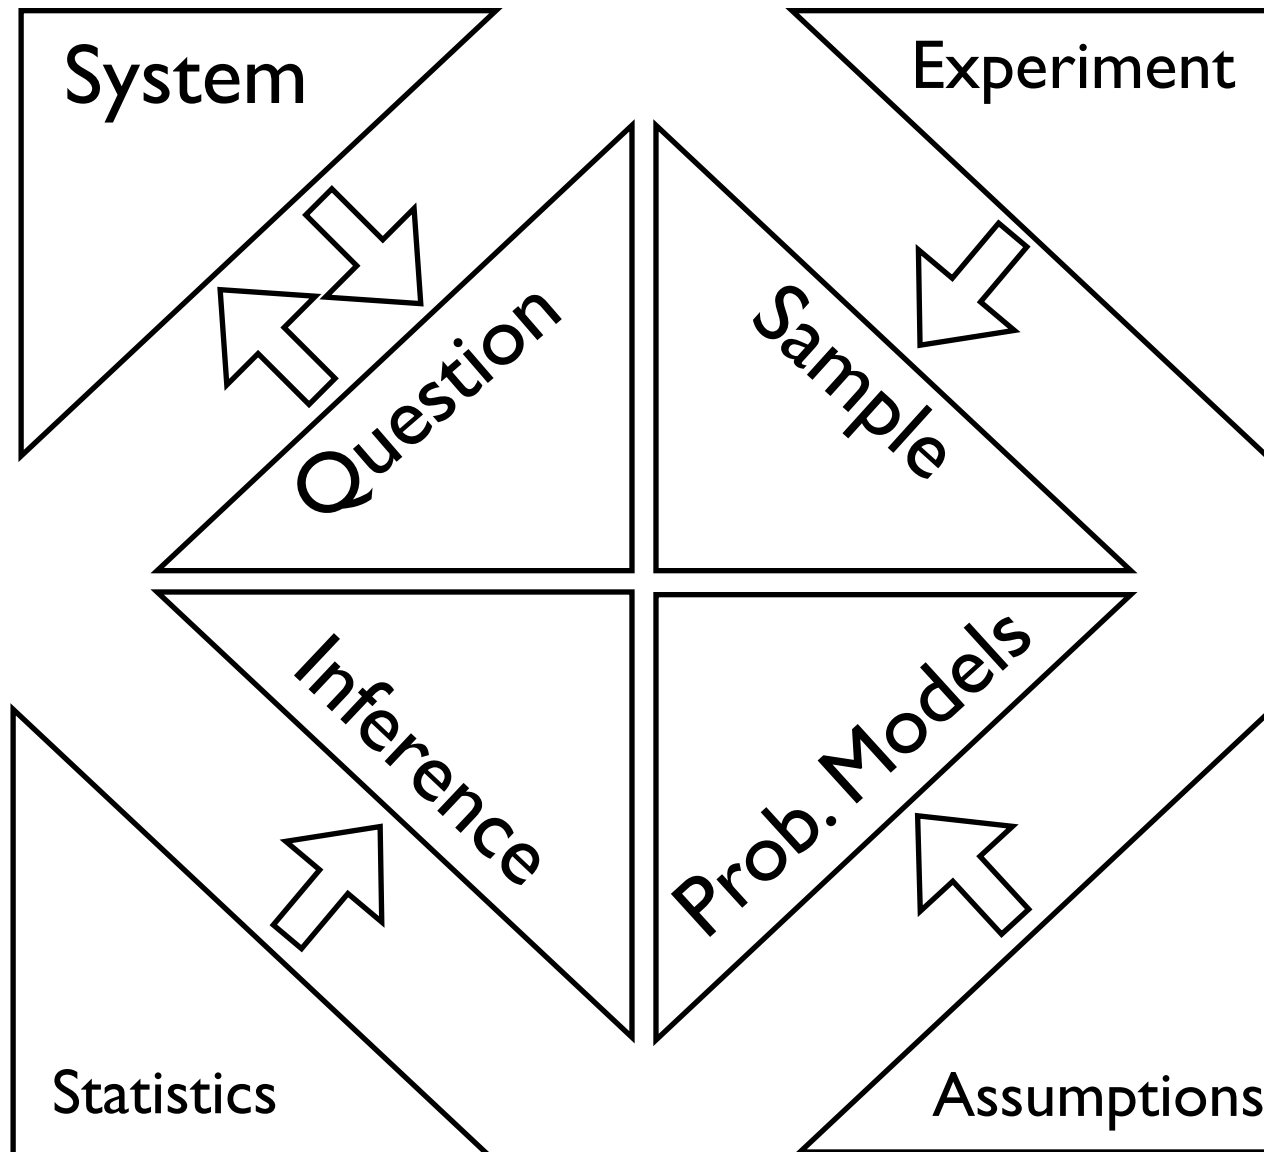 System
Experiment
Question
Sample
Inference
Prob. Models
Statistics
Assumptions